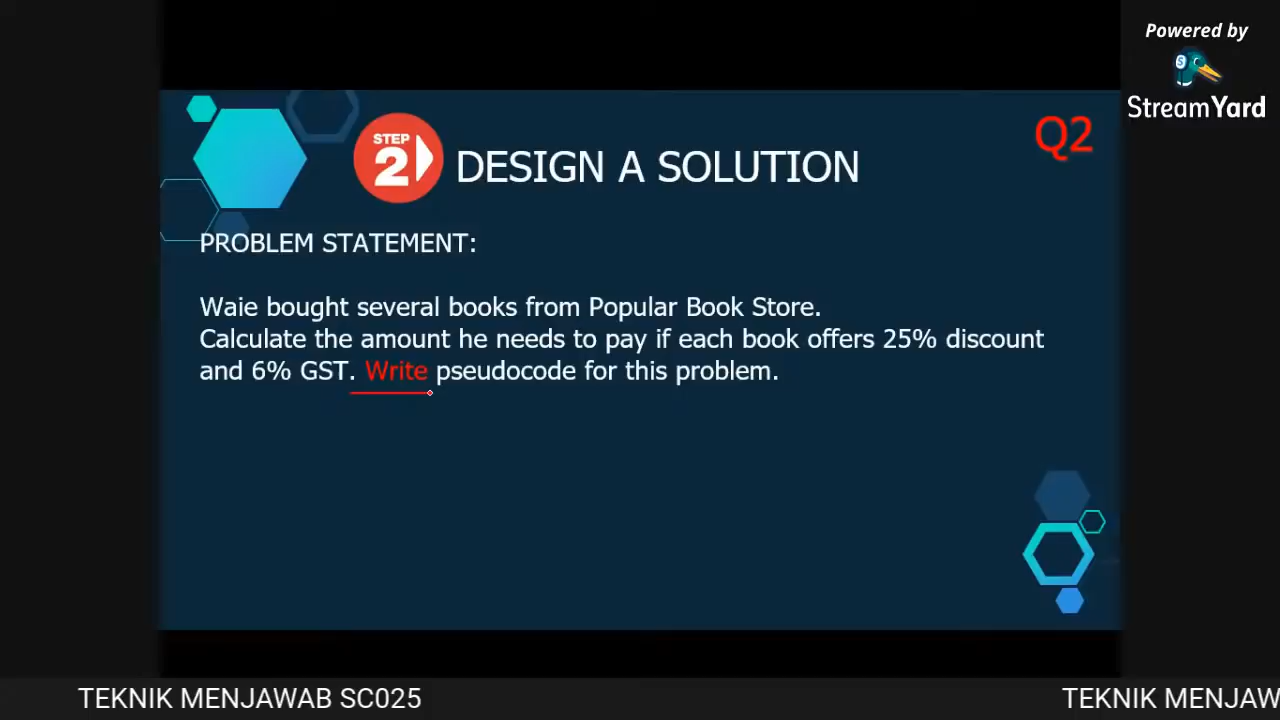 Powered by
StreamYard
Q2
STEP
2
DESIGN A SOLUTION
PROBLEM STATEMENT:
Waie bought several books from Popular Book Store.
Calculate the amount he needs to pay if each book offers 25% discount
and 6% GST. Write pseudocode for this problem.
TEKNIK MENJAWAB SC025
TEKNIK MENJAW